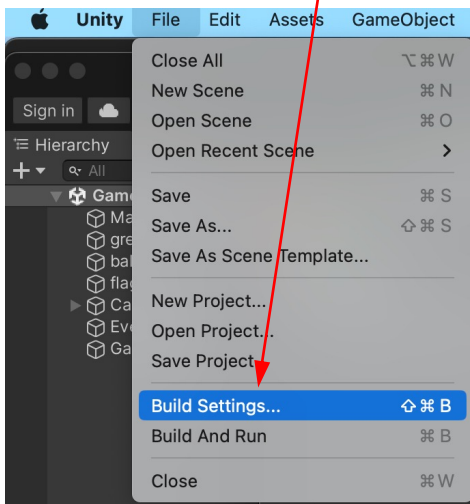 Unity File Edit Assets GameObject
Close All ⌥⌘W
New Scene ⌘N
Sign in
Open Scene ⌘O
Hierarchy
Open Recent Scene >
All
Save ⌘S
Save As... ⇧⌘S
Save As Scene Template...
New Project...
Open Project...
Save Project
Build Settings... ⇧⌘B
Build And Run ⌘B
Close ⌘W